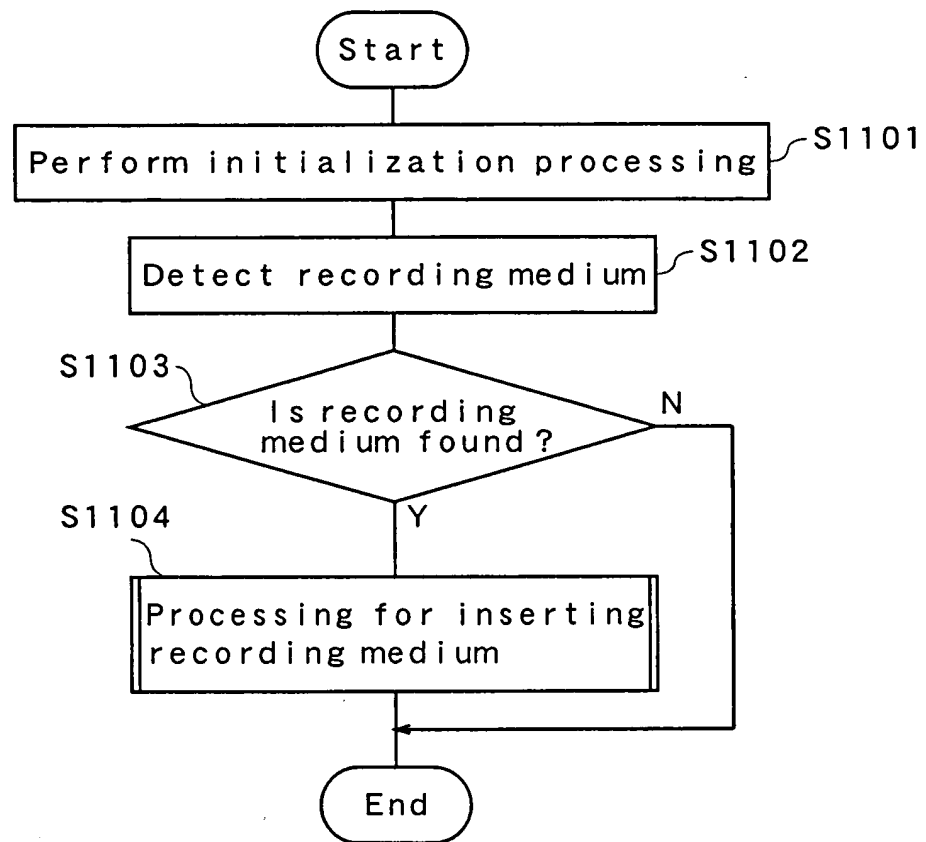 Start
Perform initialization processing
S1101
Detect recording medium
S1102
S1103
Is recording
medium found?
N
Y
S1104
Processing for inserting
recording medium
End